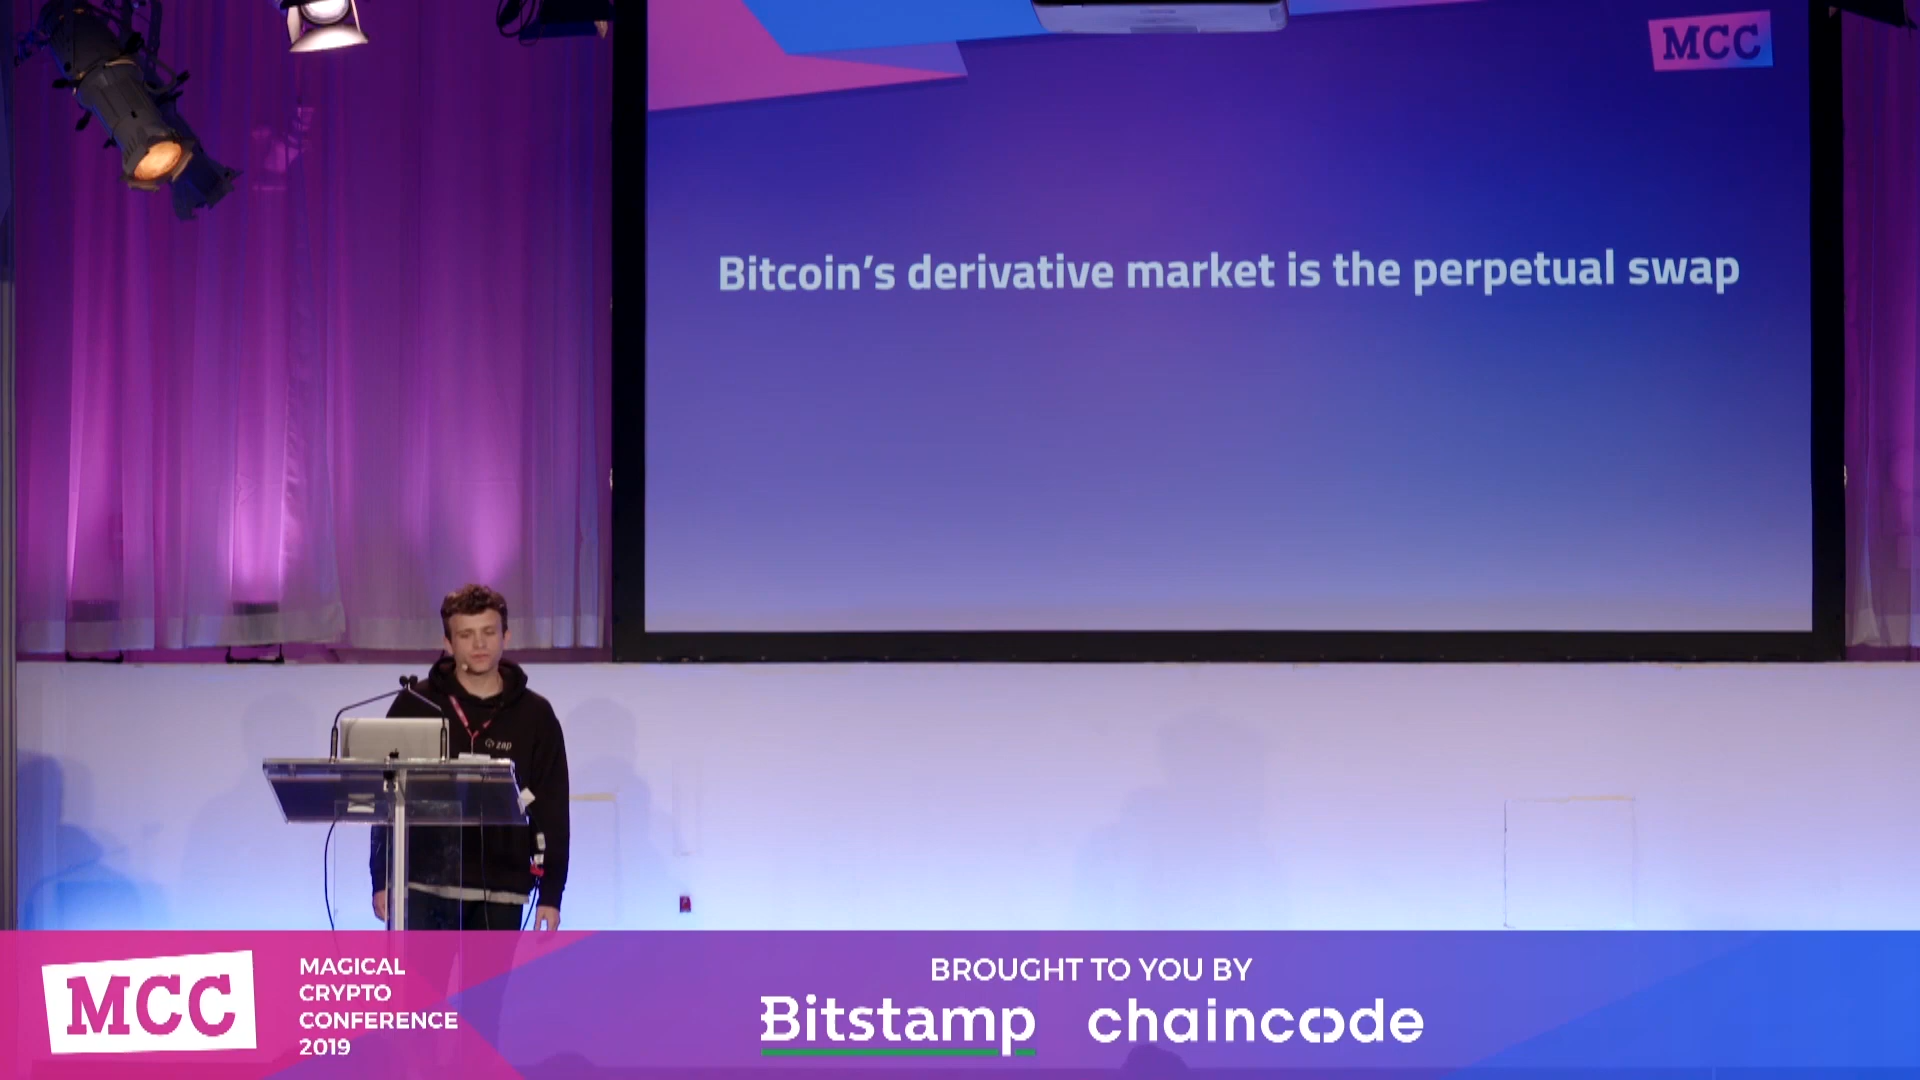 MCC
Bitcoin’s derivative market is the perpetual swap
zap
MCC
MAGICAL
CRYPTO
CONFERENCE
2019
BROUGHT TO YOU BY
Bitstamp chaincode